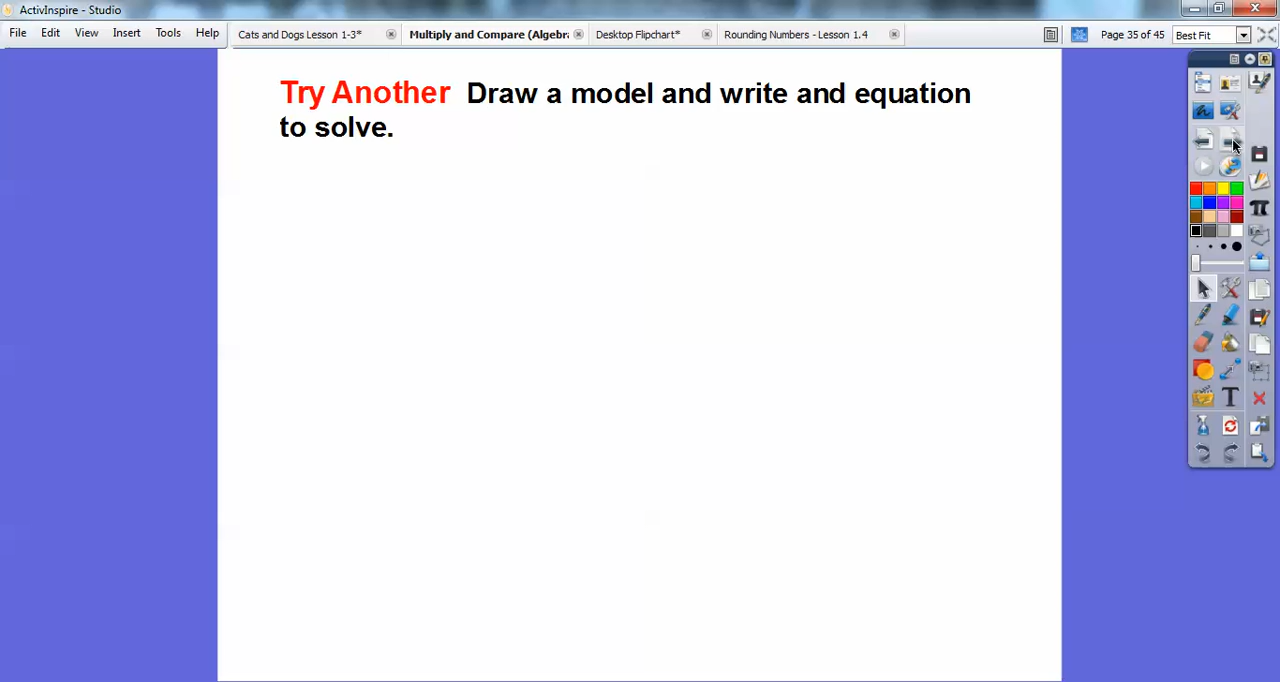 ActivInspire - Studio
File Edit View Insert Tools Help
Cats and Dogs Lesson 1-3* Multiply and Compare (Algebra Desktop Flipchart* Rounding Numbers - Lesson 1.4 Page 35 of 45 Best Fit
Try Another Draw a model and write and equation
to solve.